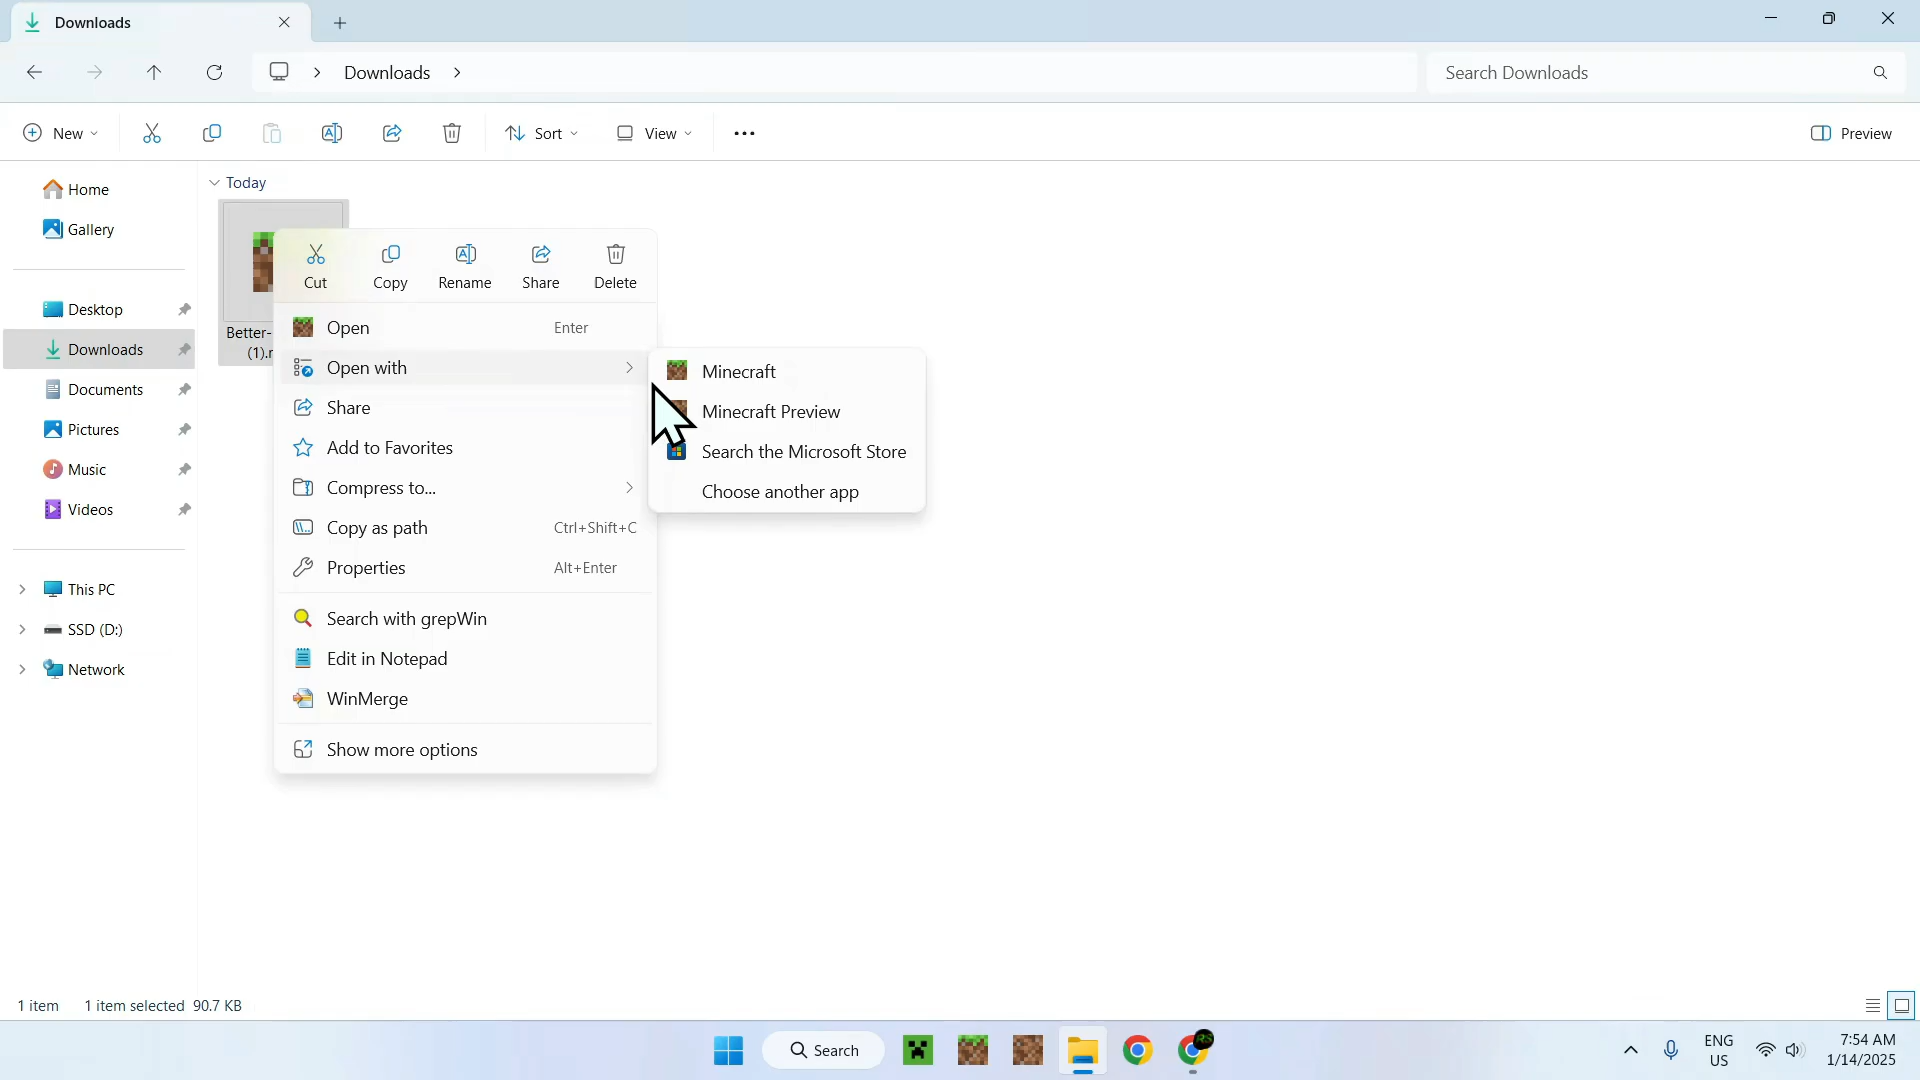 Downloads
Downloads
Search Downloads
New
Sort
View
Preview
Home
Gallery
Desktop
Downloads
Documents
Pictures
Music
Videos
This PC
SSD (D:)
Network
Today
Better-
(1).r
Cut
Copy
Rename
Share
Delete
Open Enter
Open with
Share
Add to Favorites
Compress to...
Copy as path Ctrl+Shift+C
Properties Alt+Enter
Search with grepWin
Edit in Notepad
WinMerge
Show more options
Minecraft
Minecraft Preview
Search the Microsoft Store
Choose another app
1 item 1 item selected 90.7 KB
Search
RS
ENG
US
7:54 AM
1/14/2025